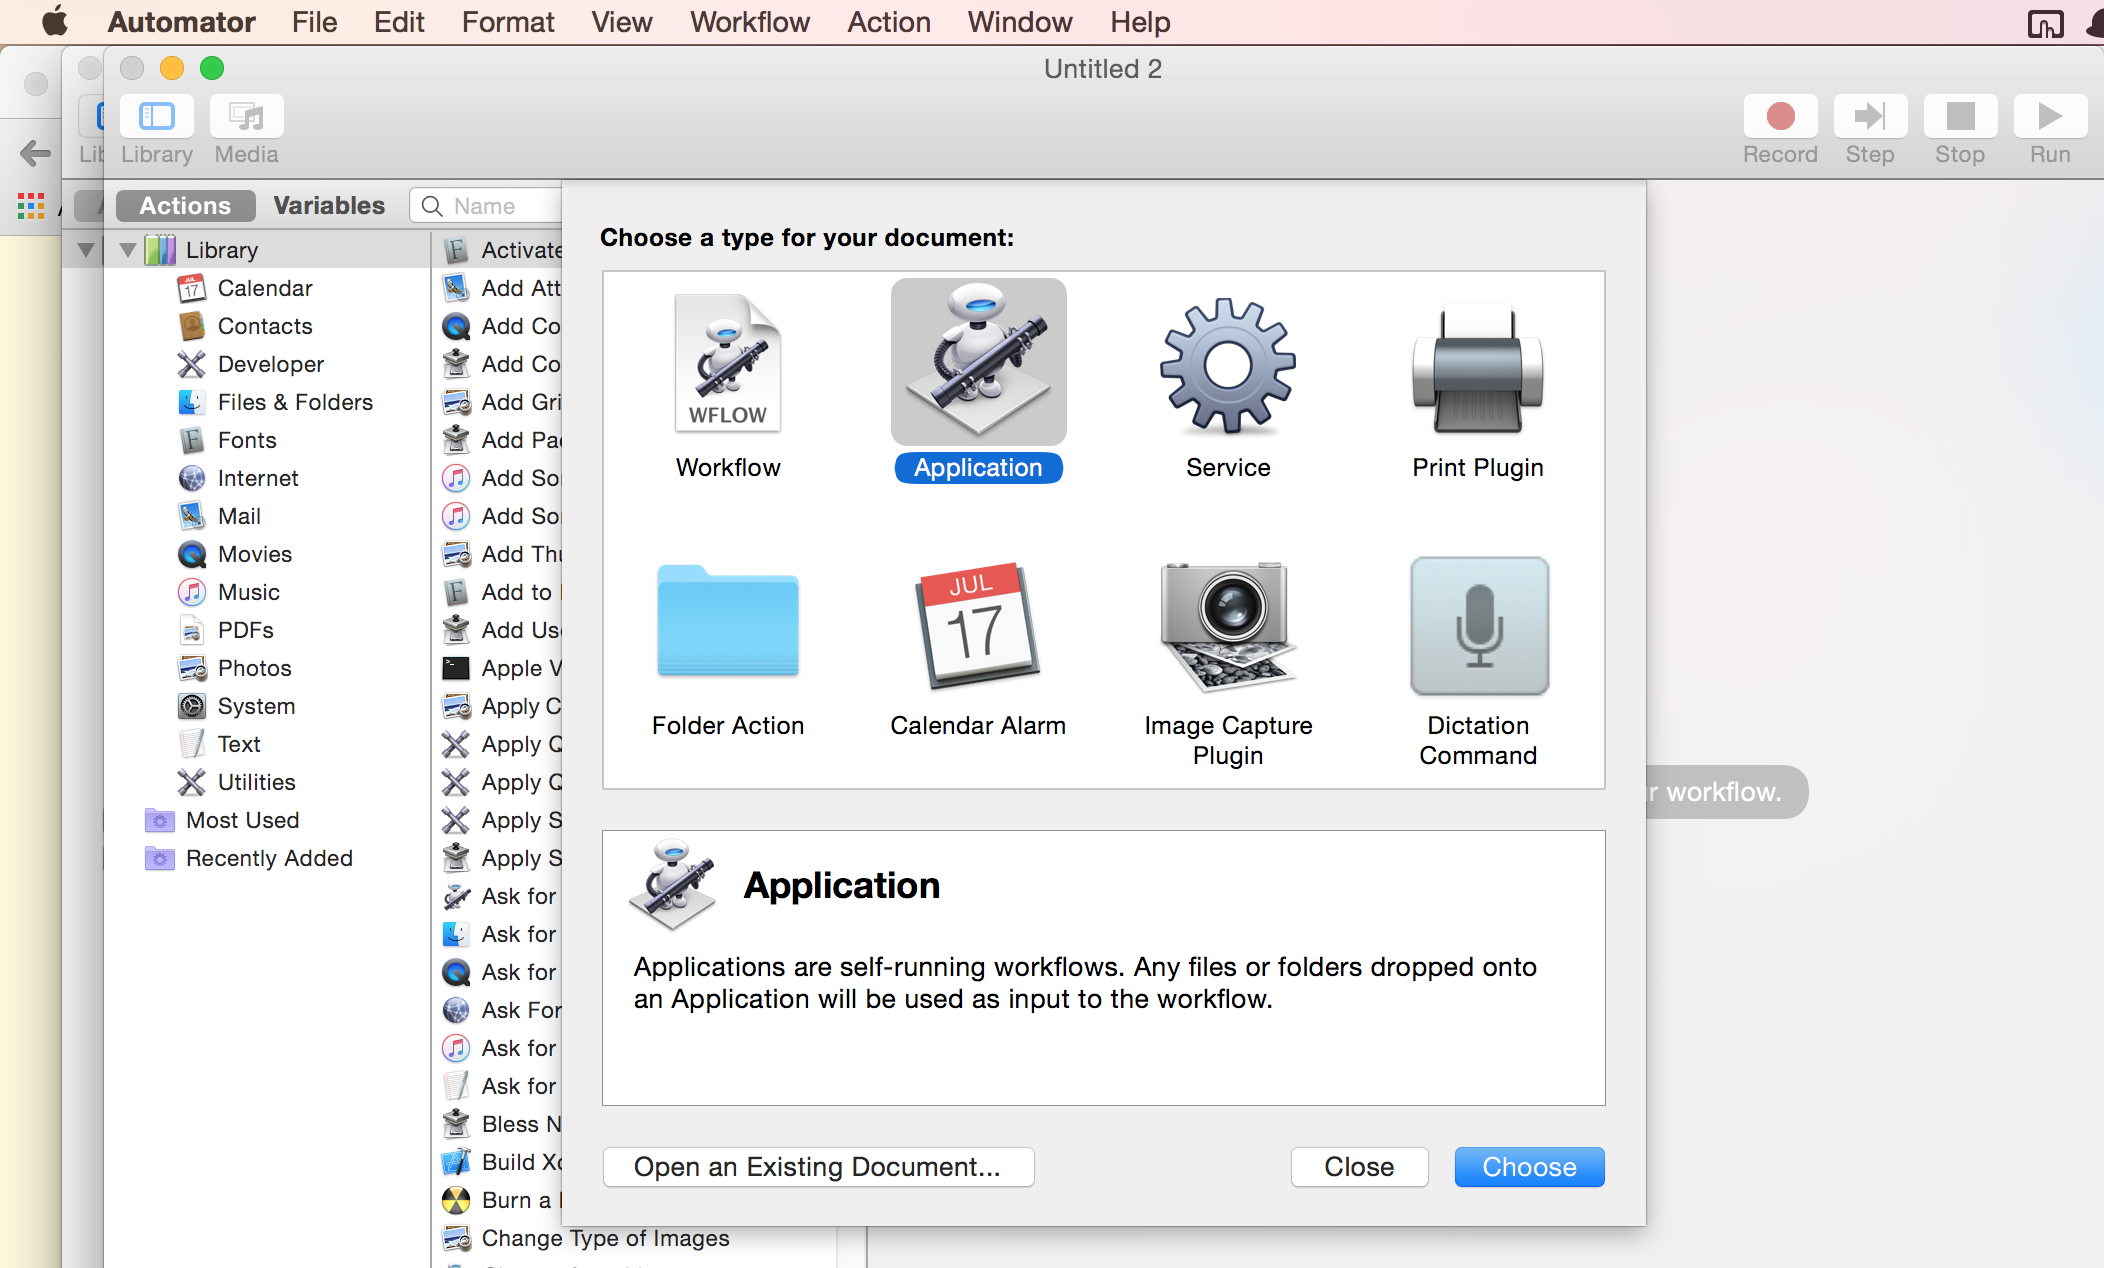 Automator File Edit Format View Workflow Action Window Help
Untitled 2
Library Media Record Step Stop Run
Actions Variables Name
Choose a type for your document:
Library
Calendar
Contacts
Developer
Files & Folders
Fonts
Internet
Mail
Movies
Music
PDFs
Photos
System
Text
Utilities
Most Used
Recently Added
Activate
Add Att
Add Co
Add Co
Add Gri
Add Pa
Add So
Add So
Add Thu
Add to
Add Use
Apple V
Apply C
Apply Q
Apply Q
Apply S
Apply S
Ask for
Ask for
Ask for
Ask For
Ask for
Ask for
Bless N
Build Xc
Burn a
Change Type of Images
WFLOW
Workflow
Application
Service
Print Plugin
Folder Action
JUL
17
Calendar Alarm
Image Capture
Plugin
Dictation
Command
workflow.
Application
Applications are self-running workflows. Any files or folders dropped onto
an Application will be used as input to the workflow.
Open an Existing Document...
Close
Choose